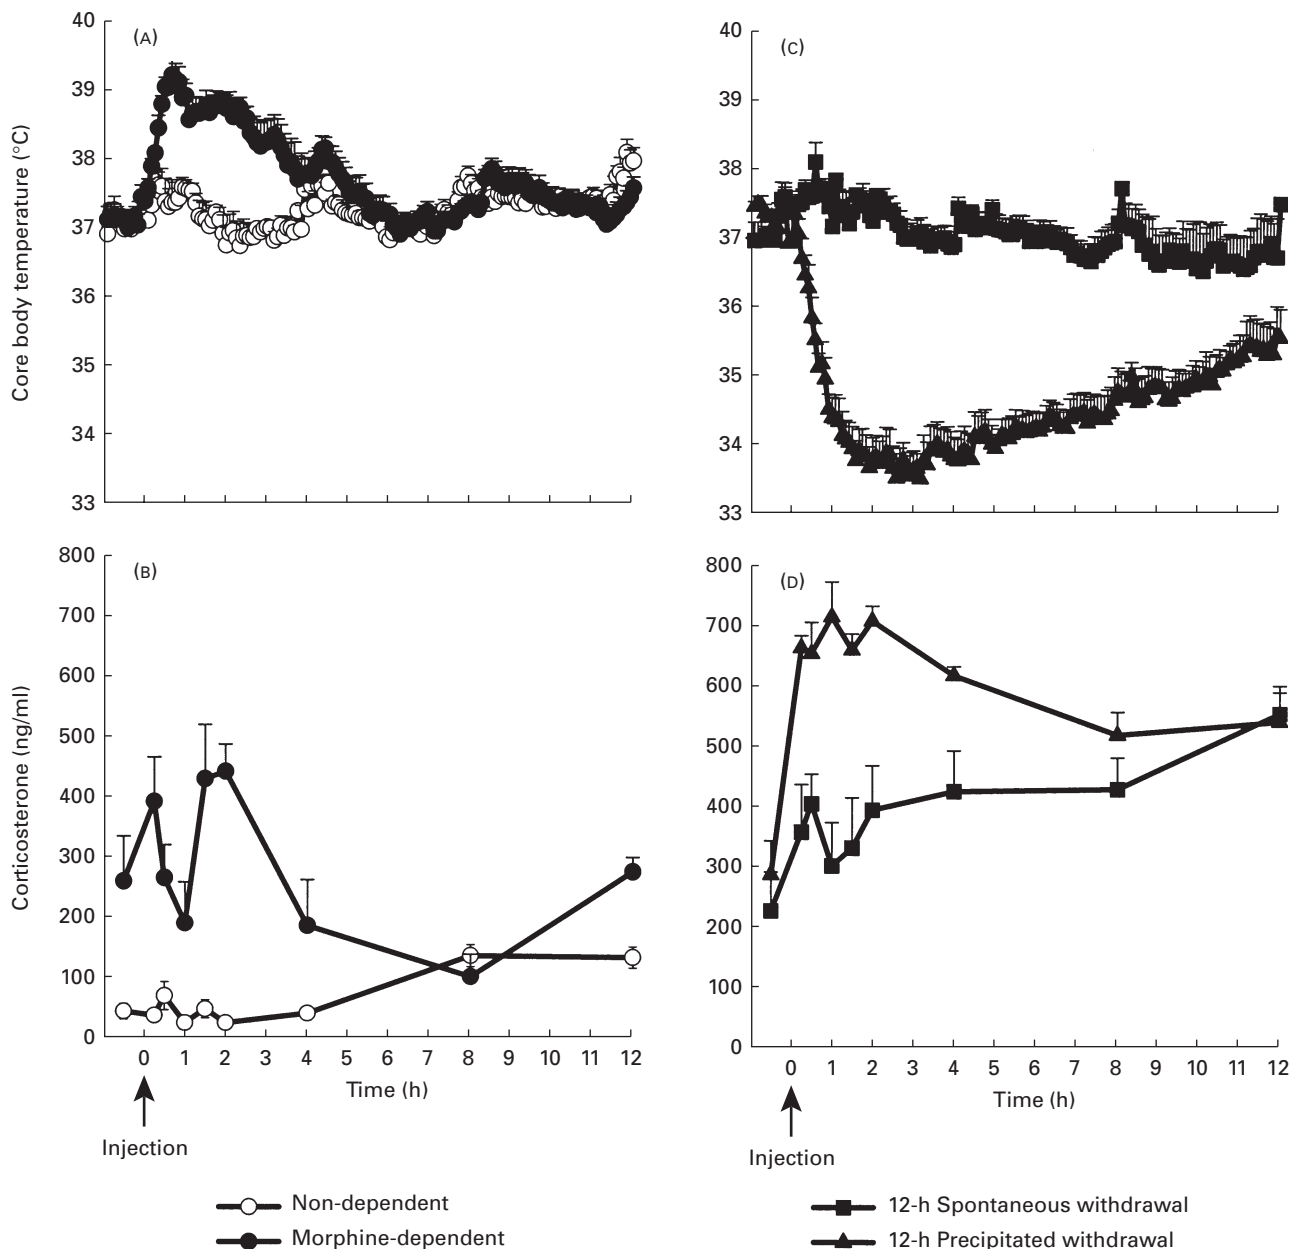 (A)
40
39
38
37
36
35
34
33
Core body temperature (°C)
(C)
40
39
38
37
36
35
34
33
(B)
800
700
600
500
400
300
200
100
0
Corticosterone (ng/ml)
0 1 2 3 4 5 6 7 8 9 10 11 12
Time (h)
Injection
(D)
800
700
600
500
400
300
200
100
0
0 1 2 3 4 5 6 7 8 9 10 11 12
Time (h)
Injection
Non-dependent
Morphine-dependent
12-h Spontaneous withdrawal
12-h Precipitated withdrawal